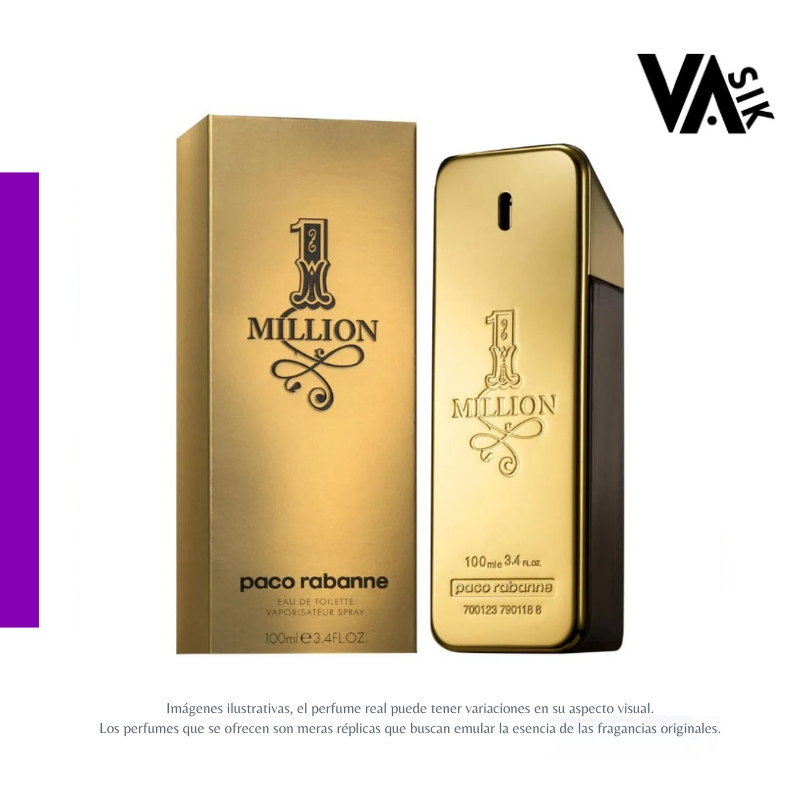 VASIK
1
MILLION
paco rabanne
EAU DE TOILETTE
VAPORISATEUR SPRAY
100ml℮3.4FL.OZ.
1
MILLION
100ml℮ 3.4 FL.OZ.
paco rabanne
700123 790118 8
Imágenes ilustrativas, el perfume real puede tener variaciones en su aspecto visual.
Los perfumes que se ofrecen son meras réplicas que buscan emular la esencia de las fragancias originales.